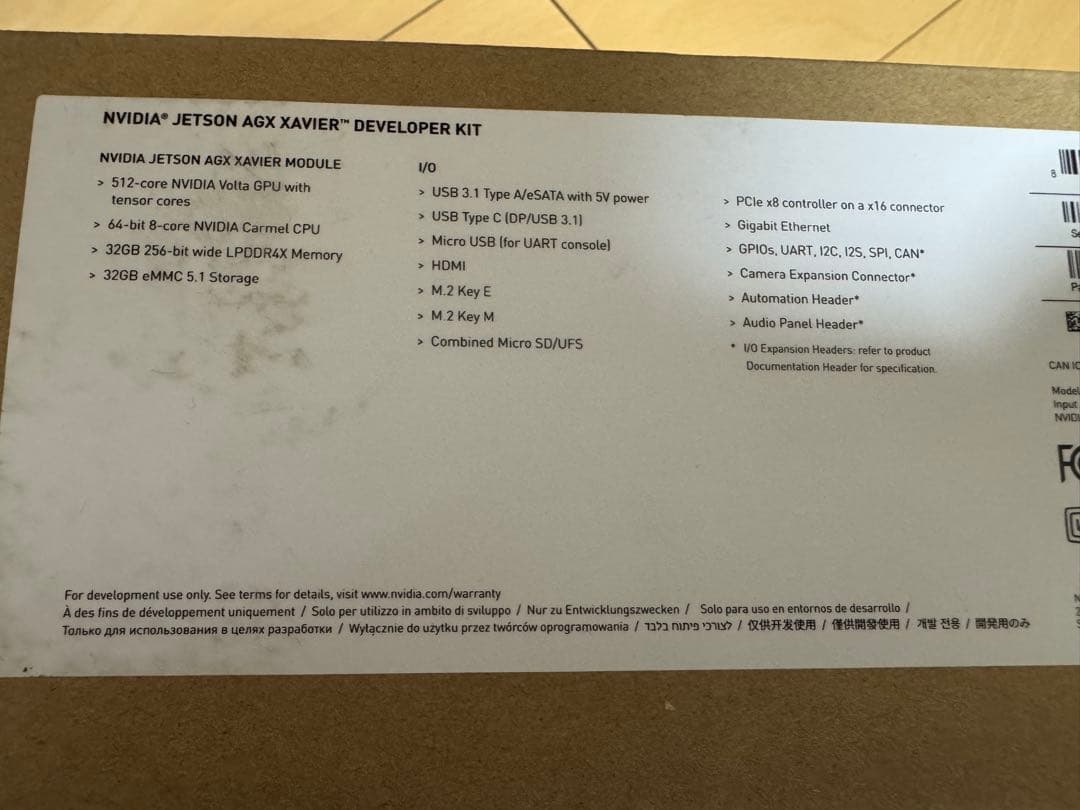 NVIDIA® JETSON AGX XAVIER™ DEVELOPER KIT
NVIDIA JETSON AGX XAVIER MODULE
> 512-core NVIDIA Volta GPU with
tensor cores
> 64-bit 8-core NVIDIA Carmel CPU
> 32GB 256-bit wide LPDDR4X Memory
> 32GB eMMC 5.1 Storage
I/O
> USB 3.1 Type A/eSATA with 5V power
> USB Type C (DP/USB 3.1)
> Micro USB (for UART console)
> HDMI
> M.2 Key E
> M.2 Key M
> Combined Micro SD/UFS
> PCIe x8 controller on a x16 connector
> Gigabit Ethernet
> GPIOs, UART, I2C, I2S, SPI, CAN*
> Camera Expansion Connector*
> Automation Header*
> Audio Panel Header*
* I/O Expansion Headers: refer to product
Documentation Header for specification.
8
CAN IC
Model
Input
NVIDI
For development use only. See terms for details, visit www.nvidia.com/warranty
À des fins de développement uniquement / Solo per utilizzo in ambito di sviluppo / Nur zu Entwicklungszwecken / Solo para uso en entornos de desarrollo /
Только для использования в целях разработки / Wyłącznie do użytku przez twórców oprogramowania / לצורכי פיתוח בלבד / 仅供开发使用 / 僅供開發使用 / 개발 전용 / 開発用のみ